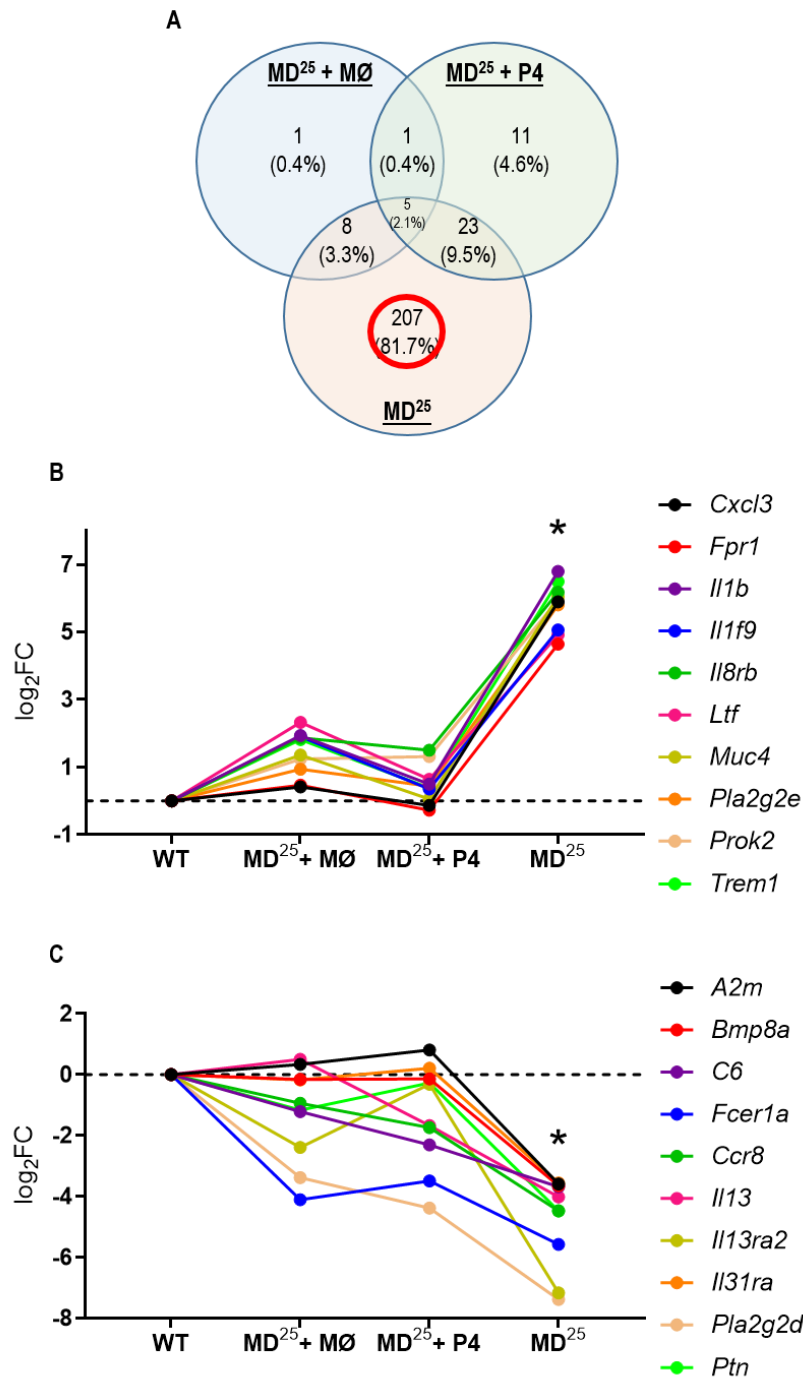 A
MD²⁵ + MØ MD²⁵ + P4
1 1 11
(0.4%) (0.4%) (4.6%)
5
(2.1%)
8 23
(3.3%) (9.5%)
207
(81.7%)
MD²⁵
B
Cxcl3
Fpr1
Il1b
Il1f9
Il8rb
Ltf
Muc4
Pla2g2e
Prok2
Trem1
*
7
5
3
1
-1
log₂FC
WT MD²⁵+ MØ MD²⁵+ P4 MD²⁵
C
A2m
Bmp8a
C6
Fcer1a
Ccr8
Il13
Il13ra2
Il31ra
Pla2g2d
Ptn
*
2
0
-2
-4
-6
-8
log₂FC
WT MD²⁵+ MØ MD²⁵+ P4 MD²⁵